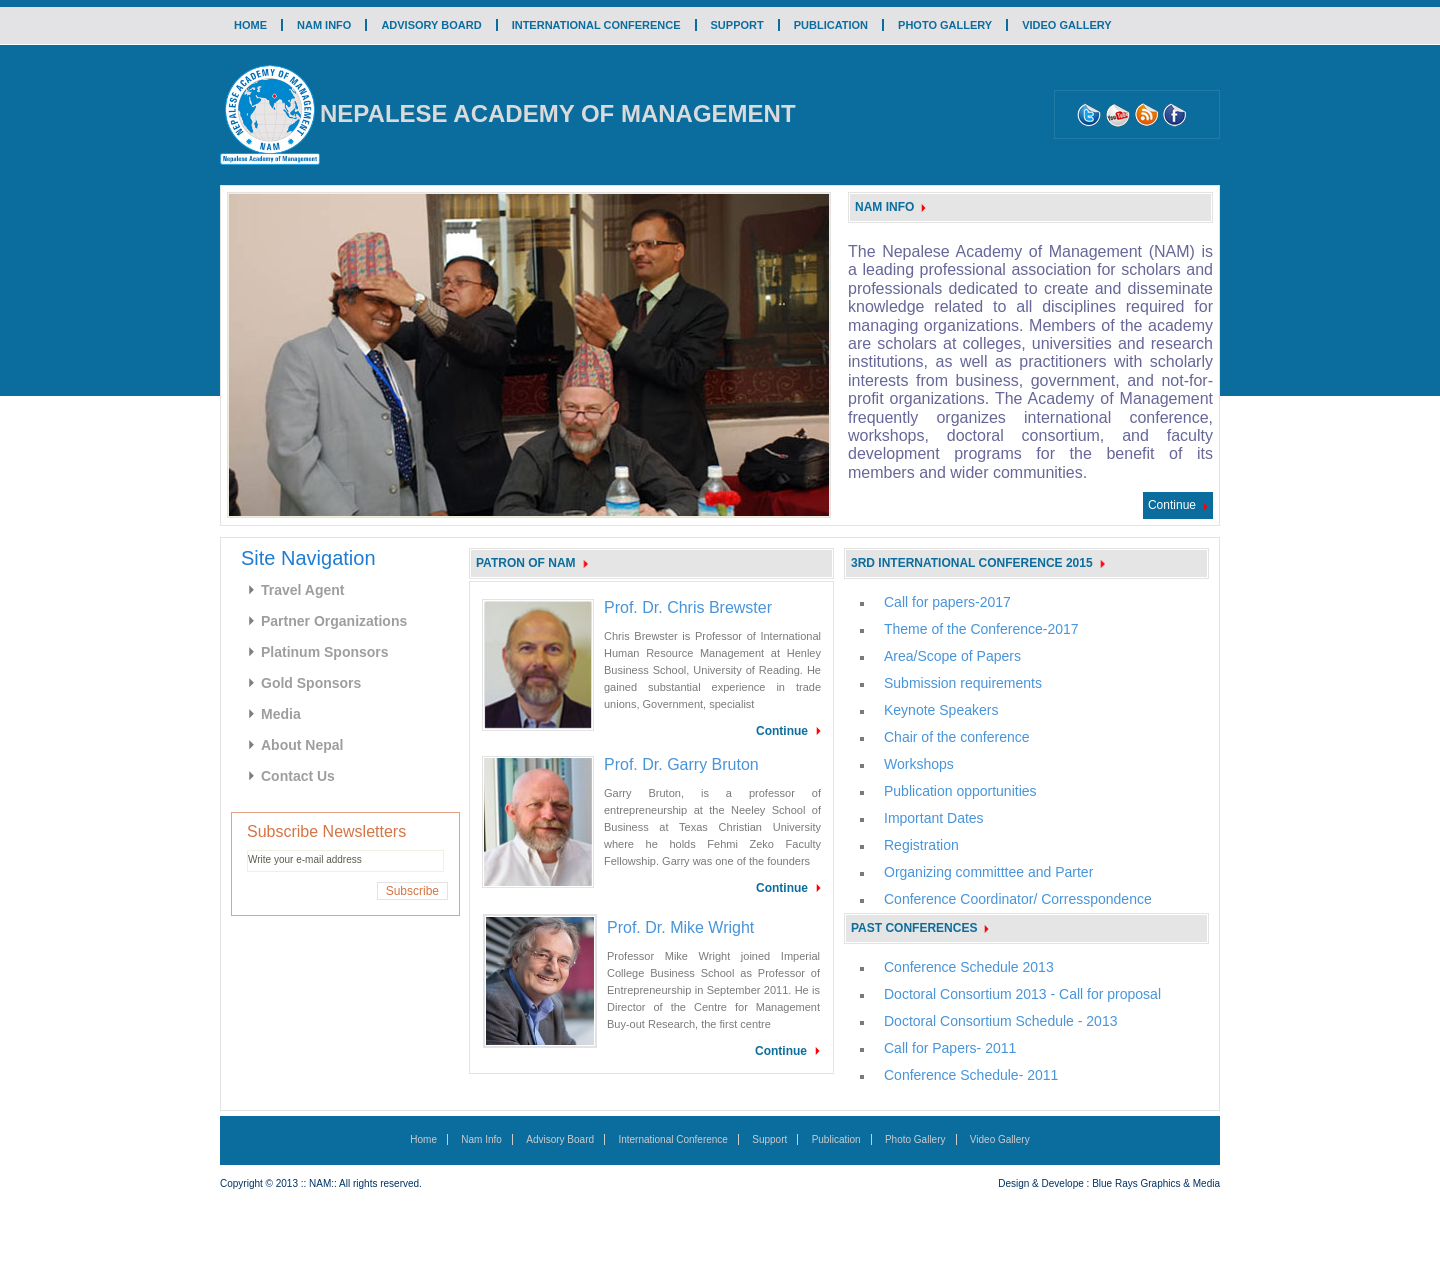 HOME NAM INFO ADVISORY BOARD INTERNATIONAL CONFERENCE SUPPORT PUBLICATION PHOTO GALLERY VIDEO GALLERY
NEPALESE ACADEMY OF MANAGEMENT
NAM
Nepalese Academy of Management
NEPALESE ACADEMY OF MANAGEMENT
You Tube
NAM INFO
The Nepalese Academy of Management (NAM) is
a leading professional association for scholars and
professionals dedicated to create and disseminate
knowledge related to all disciplines required for
managing organizations. Members of the academy
are scholars at colleges, universities and research
institutions, as well as practitioners with scholarly
interests from business, government, and not-for-
profit organizations. The Academy of Management
frequently organizes international conference,
workshops, doctoral consortium, and faculty
development programs for the benefit of its
members and wider communities.
Continue
Site Navigation
Travel Agent
Partner Organizations
Platinum Sponsors
Gold Sponsors
Media
About Nepal
Contact Us
Subscribe Newsletters
Write your e-mail address
Subscribe
PATRON OF NAM
Prof. Dr. Chris Brewster
Chris Brewster is Professor of International
Human Resource Management at Henley
Business School, University of Reading. He
gained substantial experience in trade
unions, Government, specialist
Continue
Prof. Dr. Garry Bruton
Garry Bruton, is a professor of
entrepreneurship at the Neeley School of
Business at Texas Christian University
where he holds Fehmi Zeko Faculty
Fellowship. Garry was one of the founders
Continue
Prof. Dr. Mike Wright
Professor Mike Wright joined Imperial
College Business School as Professor of
Entrepreneurship in September 2011. He is
Director of the Centre for Management
Buy-out Research, the first centre
Continue
3RD INTERNATIONAL CONFERENCE 2015
Call for papers-2017
Theme of the Conference-2017
Area/Scope of Papers
Submission requirements
Keynote Speakers
Chair of the conference
Workshops
Publication opportunities
Important Dates
Registration
Organizing committtee and Parter
Conference Coordinator/ Corresspondence
PAST CONFERENCES
Conference Schedule 2013
Doctoral Consortium 2013 - Call for proposal
Doctoral Consortium Schedule - 2013
Call for Papers- 2011
Conference Schedule- 2011
Home Nam Info Advisory Board International Conference Support Publication Photo Gallery Video Gallery
Copyright © 2013 :: NAM:: All rights reserved. Design & Develope : Blue Rays Graphics & Media